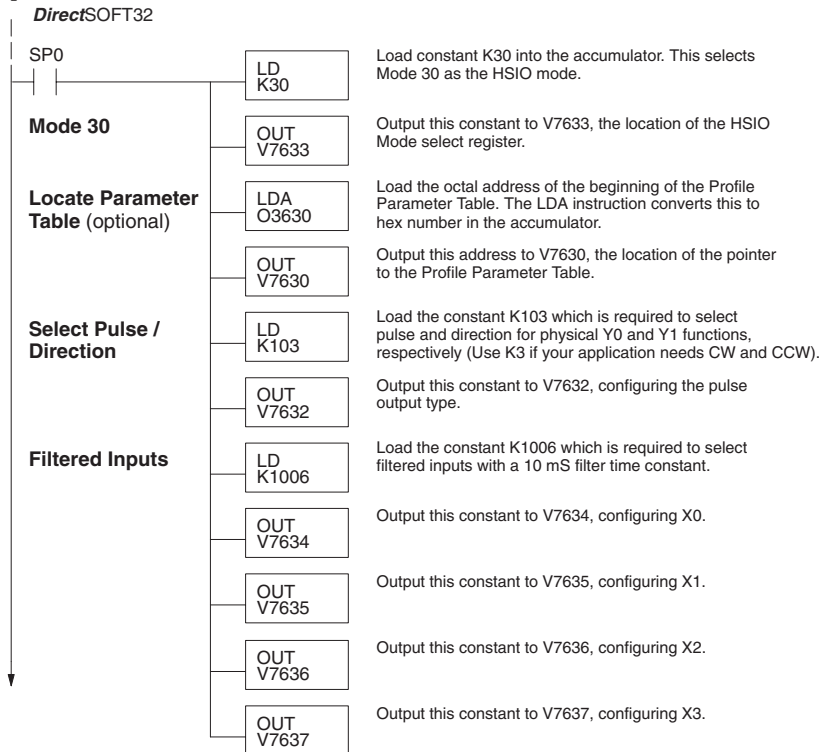 DirectSOFT32
SP0
LD
K30
Load constant K30 into the accumulator. This selects
Mode 30 as the HSIO mode.
Mode 30
OUT
V7633
Output this constant to V7633, the location of the HSIO
Mode select register.
Locate Parameter
Table (optional)
LDA
O3630
Load the octal address of the beginning of the Profile
Parameter Table. The LDA instruction converts this to
hex number in the accumulator.
OUT
V7630
Output this address to V7630, the location of the pointer
to the Profile Parameter Table.
Select Pulse /
Direction
LD
K103
Load the constant K103 which is required to select
pulse and direction for physical Y0 and Y1 functions,
respectively (Use K3 if your application needs CW and CCW).
OUT
V7632
Output this constant to V7632, configuring the pulse
output type.
Filtered Inputs
LD
K1006
Load the constant K1006 which is required to select
filtered inputs with a 10 mS filter time constant.
OUT
V7634
Output this constant to V7634, configuring X0.
OUT
V7635
Output this constant to V7635, configuring X1.
OUT
V7636
Output this constant to V7636, configuring X2.
OUT
V7637
Output this constant to V7637, configuring X3.